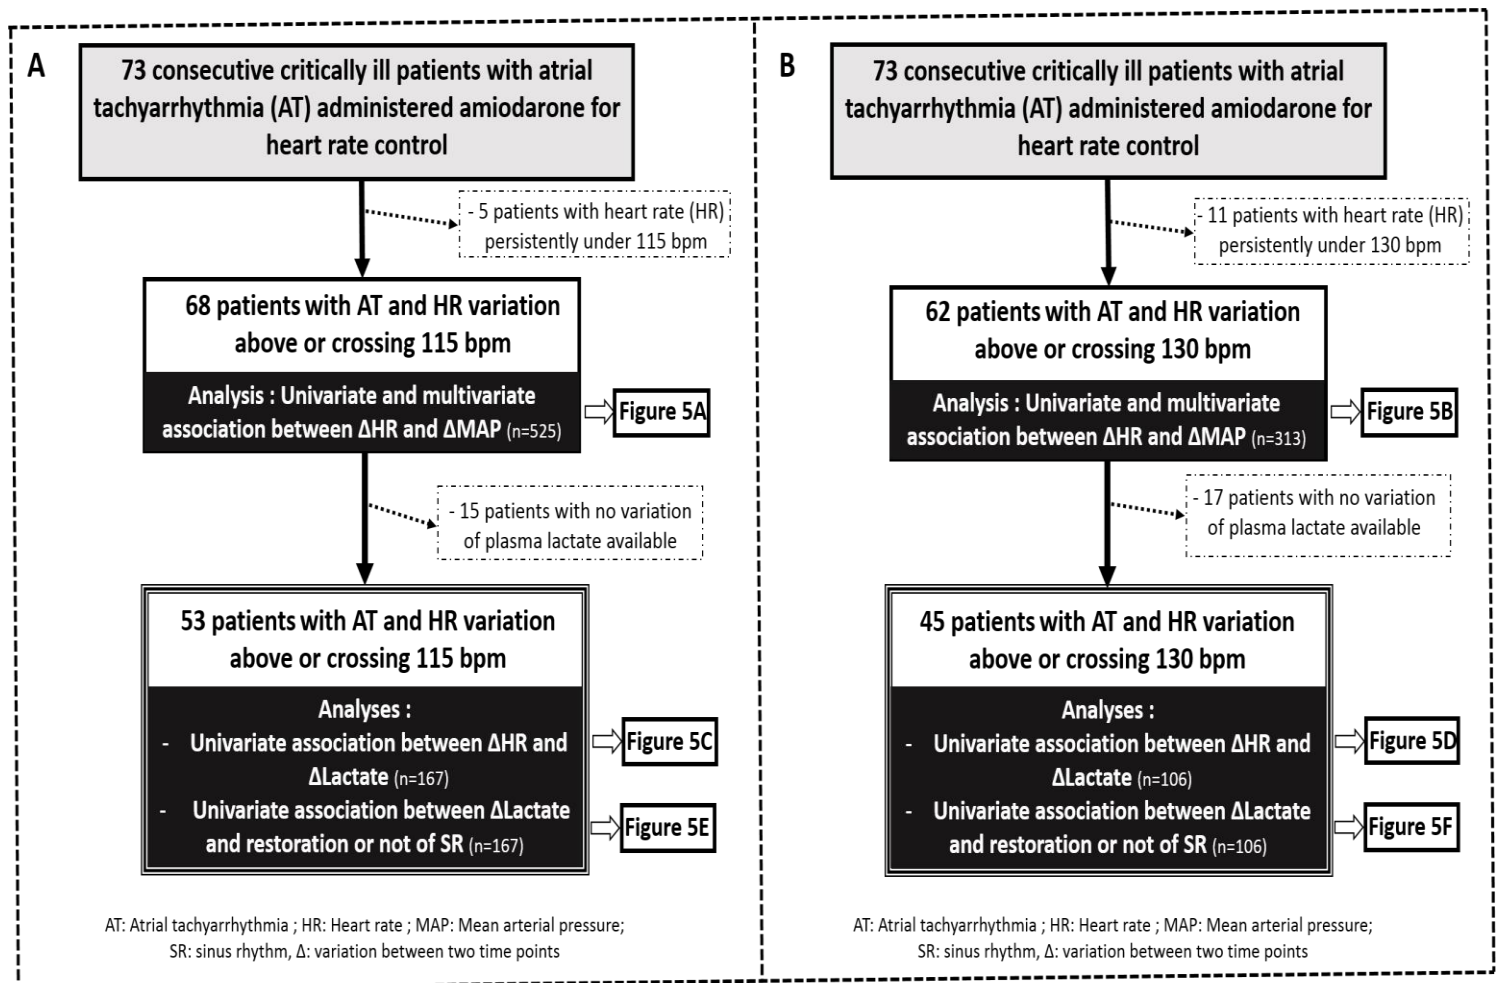 A
73 consecutive critically ill patients with atrial
tachyarrhythmia (AT) administered amiodarone for
heart rate control
- 5 patients with heart rate (HR)
persistently under 115 bpm
68 patients with AT and HR variation
above or crossing 115 bpm
Analysis : Univariate and multivariate
association between ΔHR and ΔMAP (n=525)
Figure 5A
- 15 patients with no variation
of plasma lactate available
53 patients with AT and HR variation
above or crossing 115 bpm
Analyses :
- Univariate association between ΔHR and
ΔLactate (n=167)
Figure 5C
- Univariate association between ΔLactate
and restoration or not of SR (n=167)
Figure 5E
AT: Atrial tachyarrhythmia ; HR: Heart rate ; MAP: Mean arterial pressure;
SR: sinus rhythm, Δ: variation between two time points
B
73 consecutive critically ill patients with atrial
tachyarrhythmia (AT) administered amiodarone for
heart rate control
- 11 patients with heart rate (HR)
persistently under 130 bpm
62 patients with AT and HR variation
above or crossing 130 bpm
Analysis : Univariate and multivariate
association between ΔHR and ΔMAP (n=313)
Figure 5B
- 17 patients with no variation
of plasma lactate available
45 patients with AT and HR variation
above or crossing 130 bpm
Analyses :
- Univariate association between ΔHR and
ΔLactate (n=106)
Figure 5D
- Univariate association between ΔLactate
and restoration or not of SR (n=106)
Figure 5F
AT: Atrial tachyarrhythmia ; HR: Heart rate ; MAP: Mean arterial pressure;
SR: sinus rhythm, Δ: variation between two time points